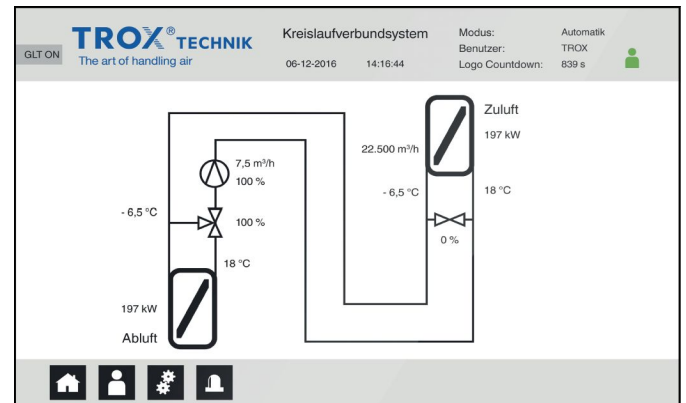 GLT ON
TROX® TECHNIK
The art of handling air
Kreislaufverbundsystem
06-12-2016 14:16:44
Modus: Automatik
Benutzer: TROX
Logo Countdown: 839 s
Zuluft
197 kW
22.500 m³/h
- 6,5 °C
18 °C
0 %
7,5 m³/h
100 %
- 6,5 °C
100 %
18 °C
197 kW
Abluft